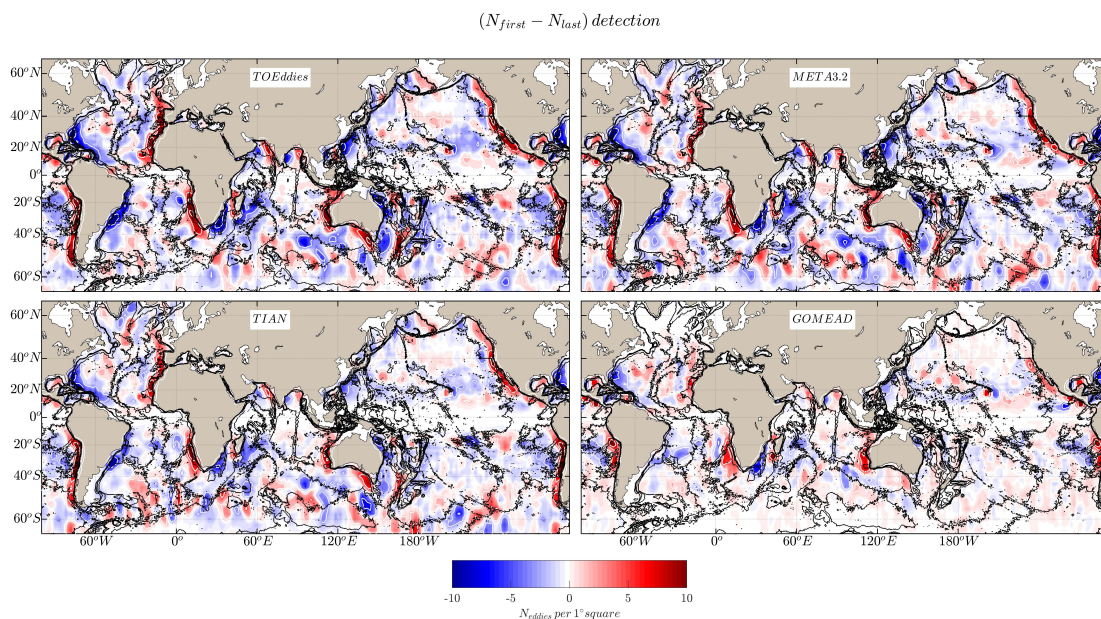 (N_first − N_last) detection
TOEddies
META3.2
60°N
40°N
20°N
0°
20°S
40°S
60°S
TIAN
GOMEAD
60°N
40°N
20°N
0°
20°S
40°S
60°S
60°W 0° 60°E 120°E 180°W 60°W 0° 60°E 120°E 180°W
-10 -5 0 5 10
N_eddies per 1° square